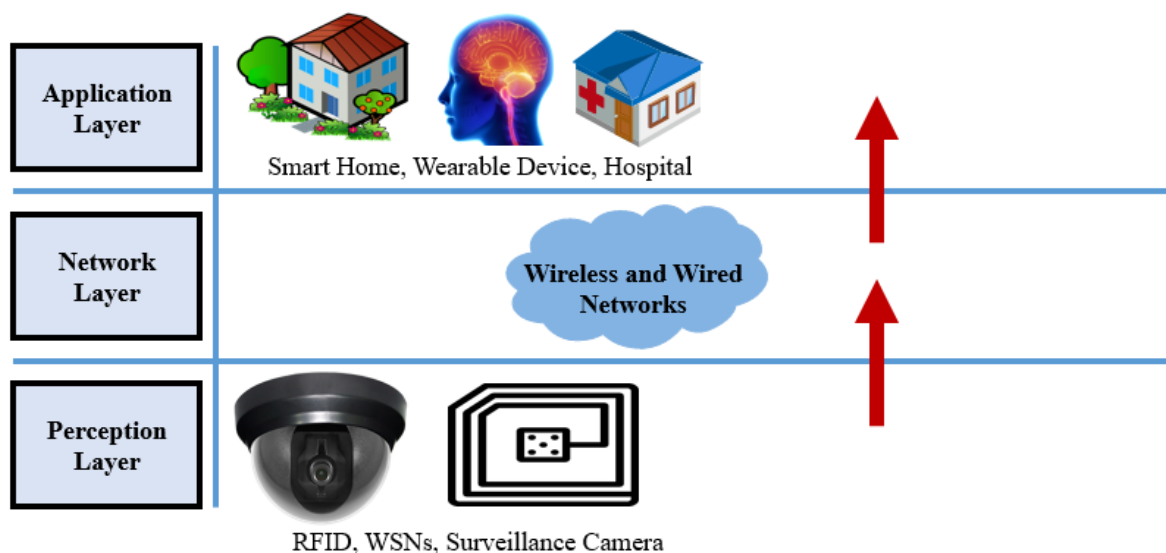 Application
Layer
Smart Home, Wearable Device, Hospital
Network
Layer
Wireless and Wired
Networks
Perception
Layer
RFID, WSNs, Surveillance Camera